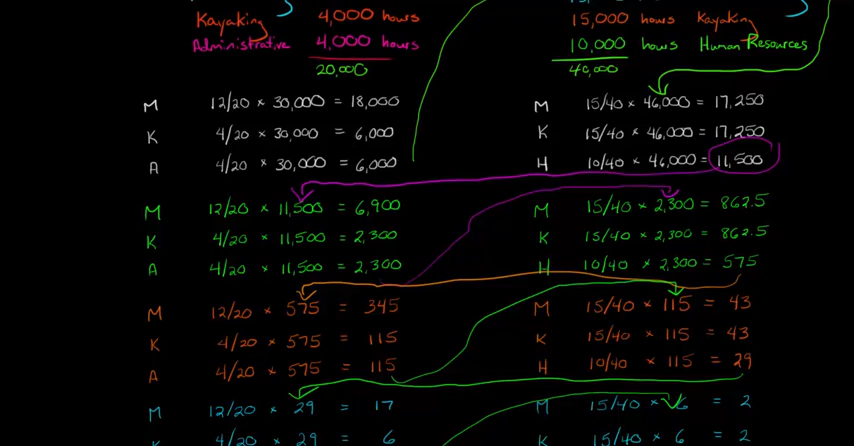 Kayaking 4,000 hours 15,000 hours Kayaking
Administrative 4,000 hours 10,000 hours Human Resources
20,000 40,000
M 12/20 × 30,000 = 18,000 M 15/40 × 46,000 = 17,250
K 4/20 × 30,000 = 6,000 K 15/40 × 46,000 = 17,250
A 4/20 × 30,000 = 6,000 H 10/40 × 46,000 = 11,500
M 12/20 × 11,500 = 6,900 M 15/40 × 2,300 = 862.5
K 4/20 × 11,500 = 2,300 K 15/40 × 2,300 = 862.5
A 4/20 × 11,500 = 2,300 H 10/40 × 2,300 = 575
M 12/20 × 575 = 345 M 15/40 × 115 = 43
K 4/20 × 575 = 115 K 15/40 × 115 = 43
A 4/20 × 575 = 115 H 10/40 × 115 = 29
M 12/20 × 29 = 17 M 15/40 × 6 = 2
K 4/20 × 29 = 6 K 15/40 × 6 = 2